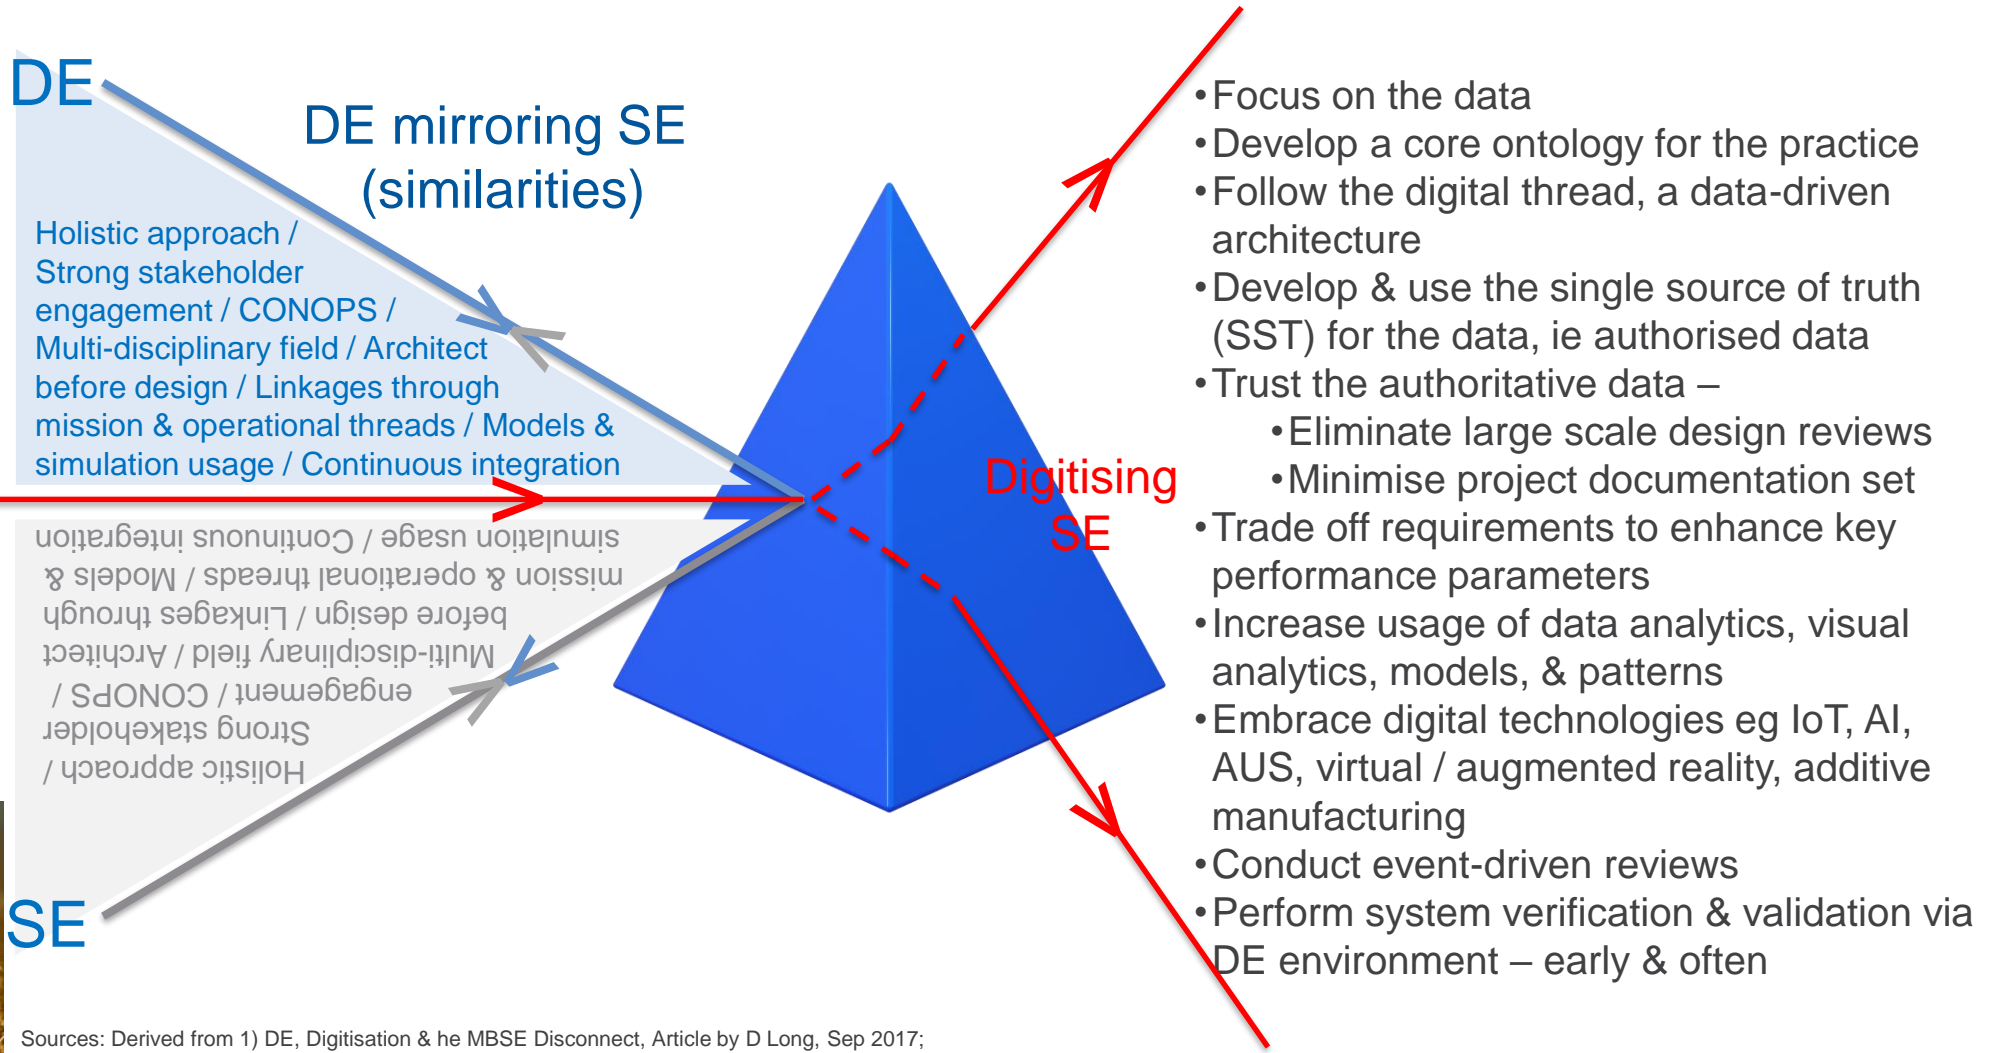 DE
DE mirroring SE
(similarities)
Holistic approach /
Strong stakeholder
engagement / CONOPS /
Multi-disciplinary field / Architect
before design / Linkages through
mission & operational threads / Models &
simulation usage / Continuous integration
simulation usage / Continuous integration
mission & operational threads / Models &
before design / Linkages through
Multi-disciplinary field / Architect
engagement / CONOPS /
Strong stakeholder
Holistic approach /
SE
Digitising
SE
•Focus on the data
•Develop a core ontology for the practice
•Follow the digital thread, a data-driven
architecture
•Develop & use the single source of truth
(SST) for the data, ie authorised data
•Trust the authoritative data –
•Eliminate large scale design reviews
•Minimise project documentation set
•Trade off requirements to enhance key
performance parameters
•Increase usage of data analytics, visual
analytics, models, & patterns
•Embrace digital technologies eg IoT, AI,
AUS, virtual / augmented reality, additive
manufacturing
•Conduct event-driven reviews
•Perform system verification & validation via
DE environment – early & often
Sources: Derived from 1) DE, Digitisation & he MBSE Disconnect, Article by D Long, Sep 2017;